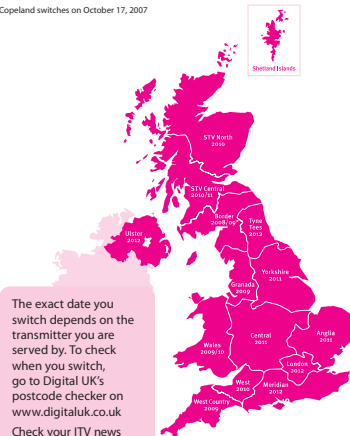 Copeland switches on October 17, 2007
Shetland Islands
STV North
2010
STV Central
2010/11
Border
2008/09
Tyne
Tees
2012
Ulster
2012
Yorkshire
2011
Granada
2009
Central
2011
Anglia
2011
Wales
2009/10
London
2012
West
2010
Meridian
2012
West Country
2009
The exact date you
switch depends on the
transmitter you are
served by. To check
when you switch,
go to Digital UK's
postcode checker on
www.digitaluk.co.uk
Check your ITV news